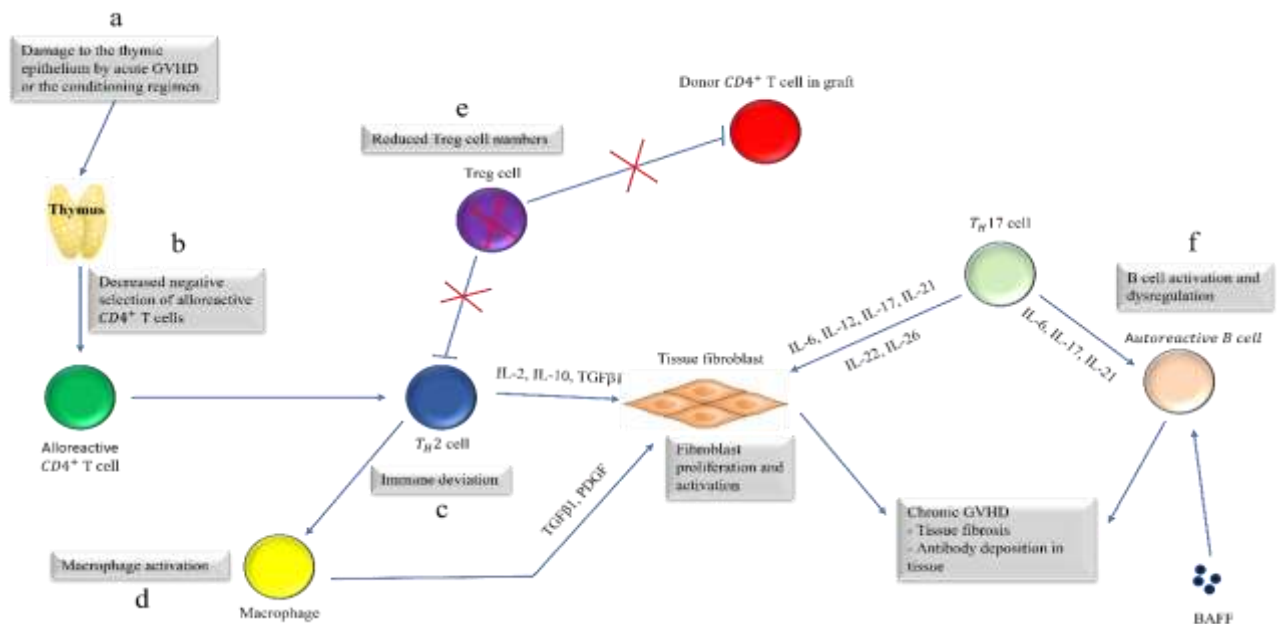 a
Damage to the thymic
epithelium by acute GVHD
or the conditioning regimen
Thymus
b
Decreased negative
selection of alloreactive
CD4⁺ T cells
Alloreactive
CD4⁺ T cell
e
Reduced Treg cell numbers
Treg cell
Donor CD4⁺ T cell in graft
T_H2 cell
Immune deviation
c
IL-2, IL-10, TGFβ1
Macrophage activation
d
Macrophage
TGFβ1, PDGF
Tissue fibroblast
Fibroblast
proliferation and
activation
T_H17 cell
IL-6, IL-12, IL-17, IL-21
IL-22, IL-26
IL-6, IL-17, IL-21
f
B cell activation and
dysregulation
Autoreactive B cell
Chronic GVHD
- Tissue fibrosis
- Antibody deposition in
tissue
BAFF